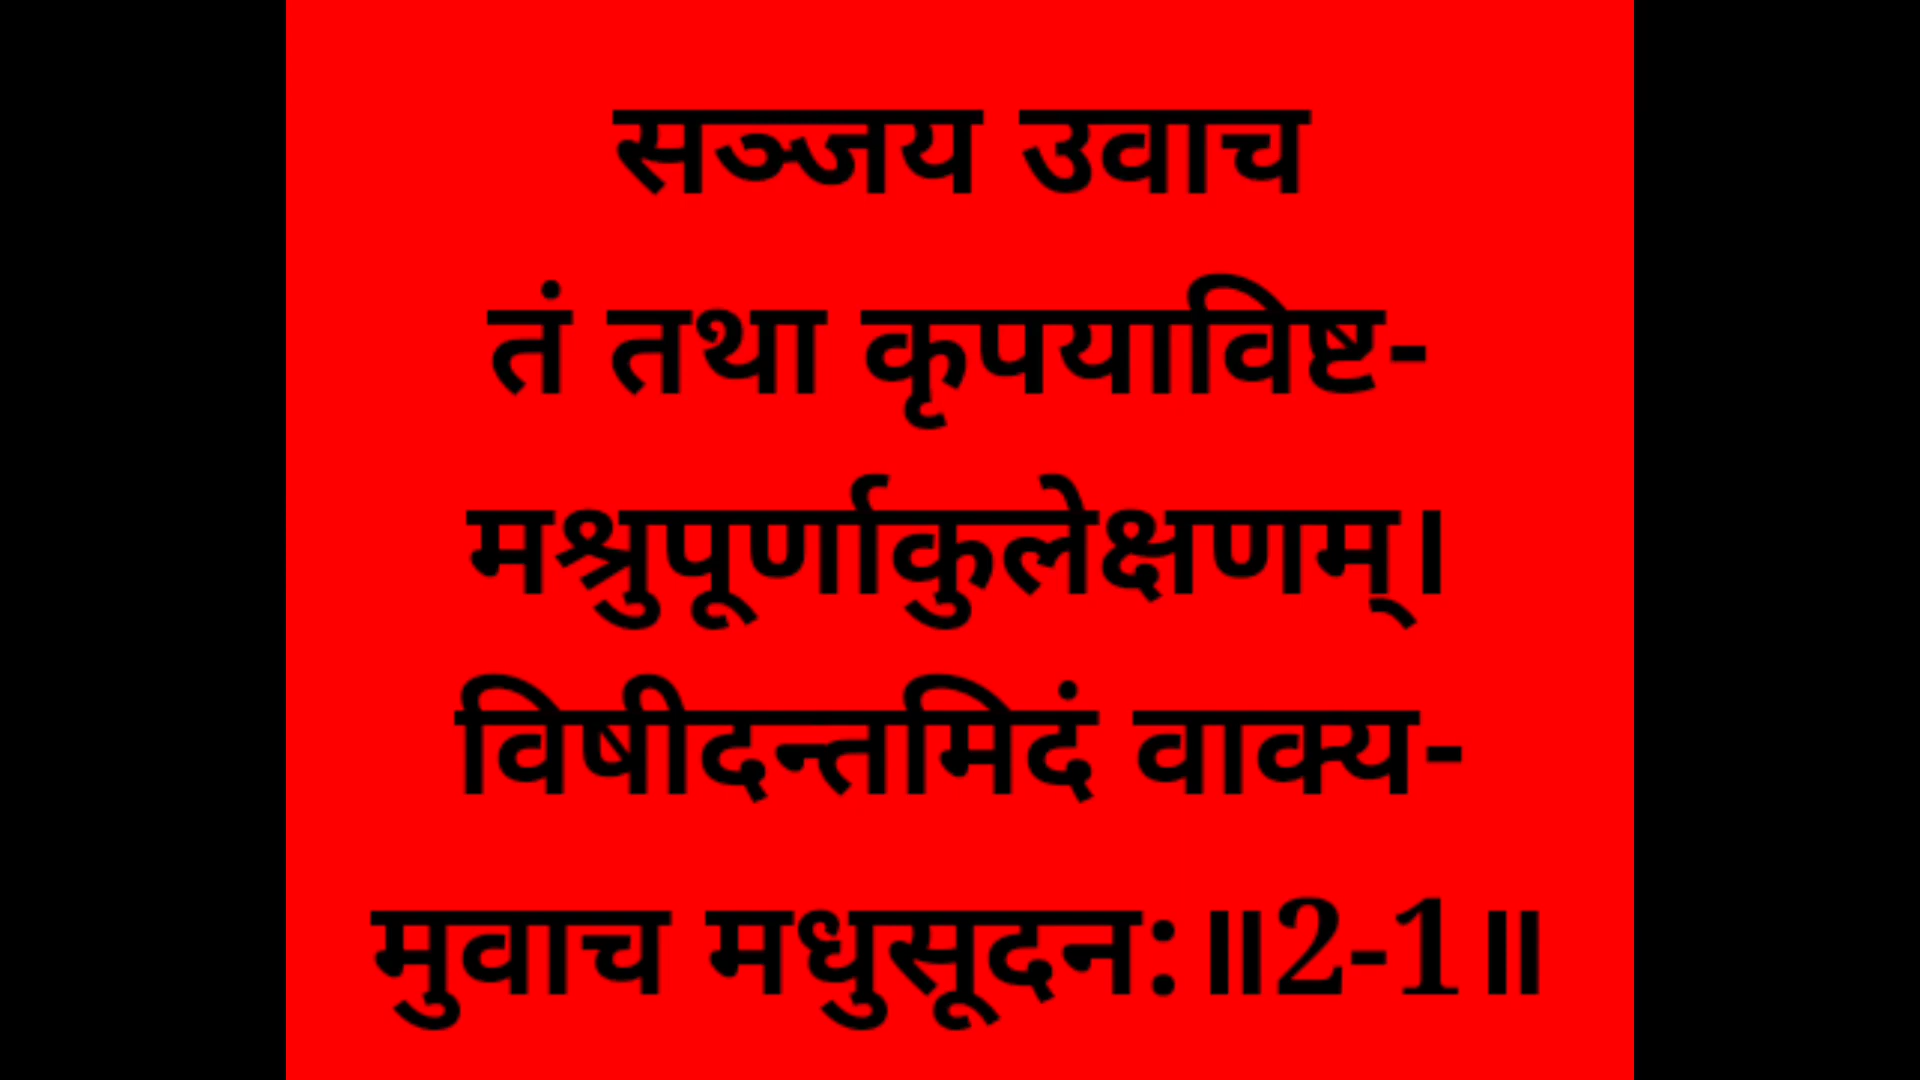 सञ्जय उवाच
तं तथा कृपयाविष्ट-
मश्रुपूर्णाकुलेक्षणम्।
विषीदन्तमिदं वाक्य-
मुवाच मधुसूदन:॥2-1॥